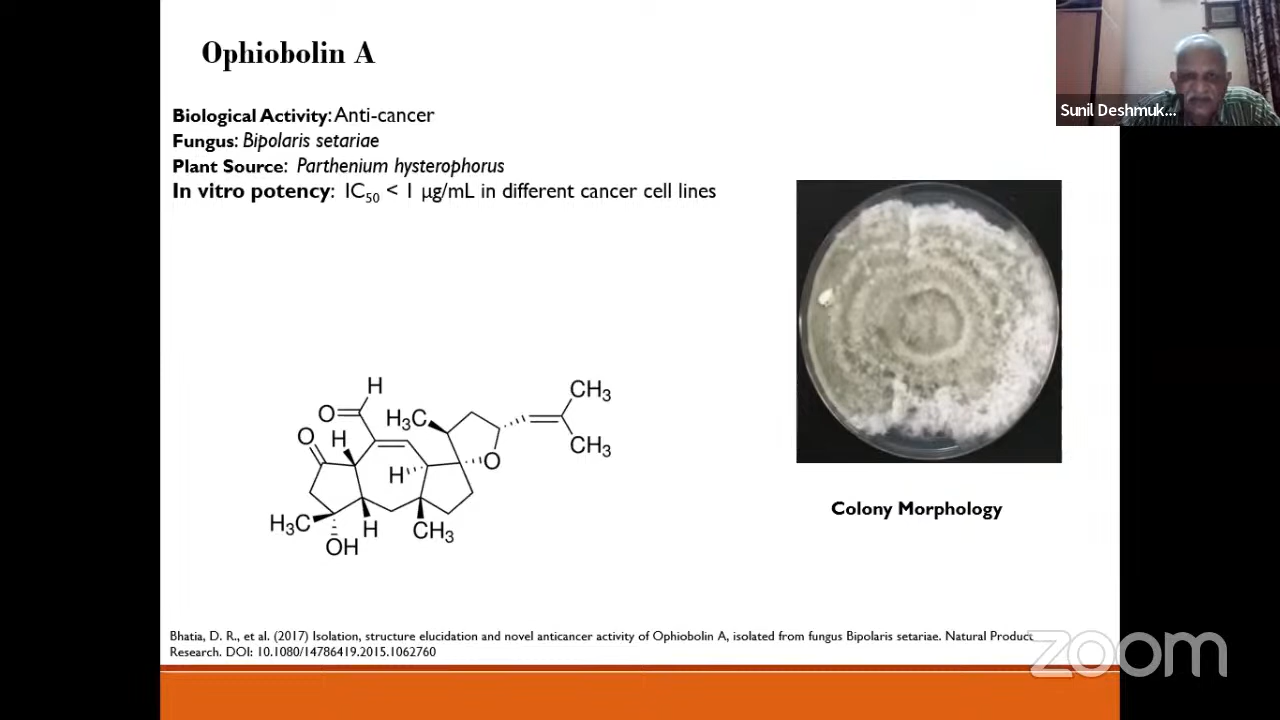 Ophiobolin A
Sunil Deshmuk...
Biological Activity: Anti-cancer
Fungus: Bipolaris setariae
Plant Source: Parthenium hysterophorus
In vitro potency: IC50 < 1 µg/mL in different cancer cell lines
H
O
H3C
CH3
O
H
CH3
O
H
H3C
H
CH3
OH
Colony Morphology
Bhatia, D. R., et al. (2017) Isolation, structure elucidation and novel anticancer activity of Ophiobolin A, isolated from fungus Bipolaris setariae. Natural Product
Research. DOI: 10.1080/14786419.2015.1062760
zoom